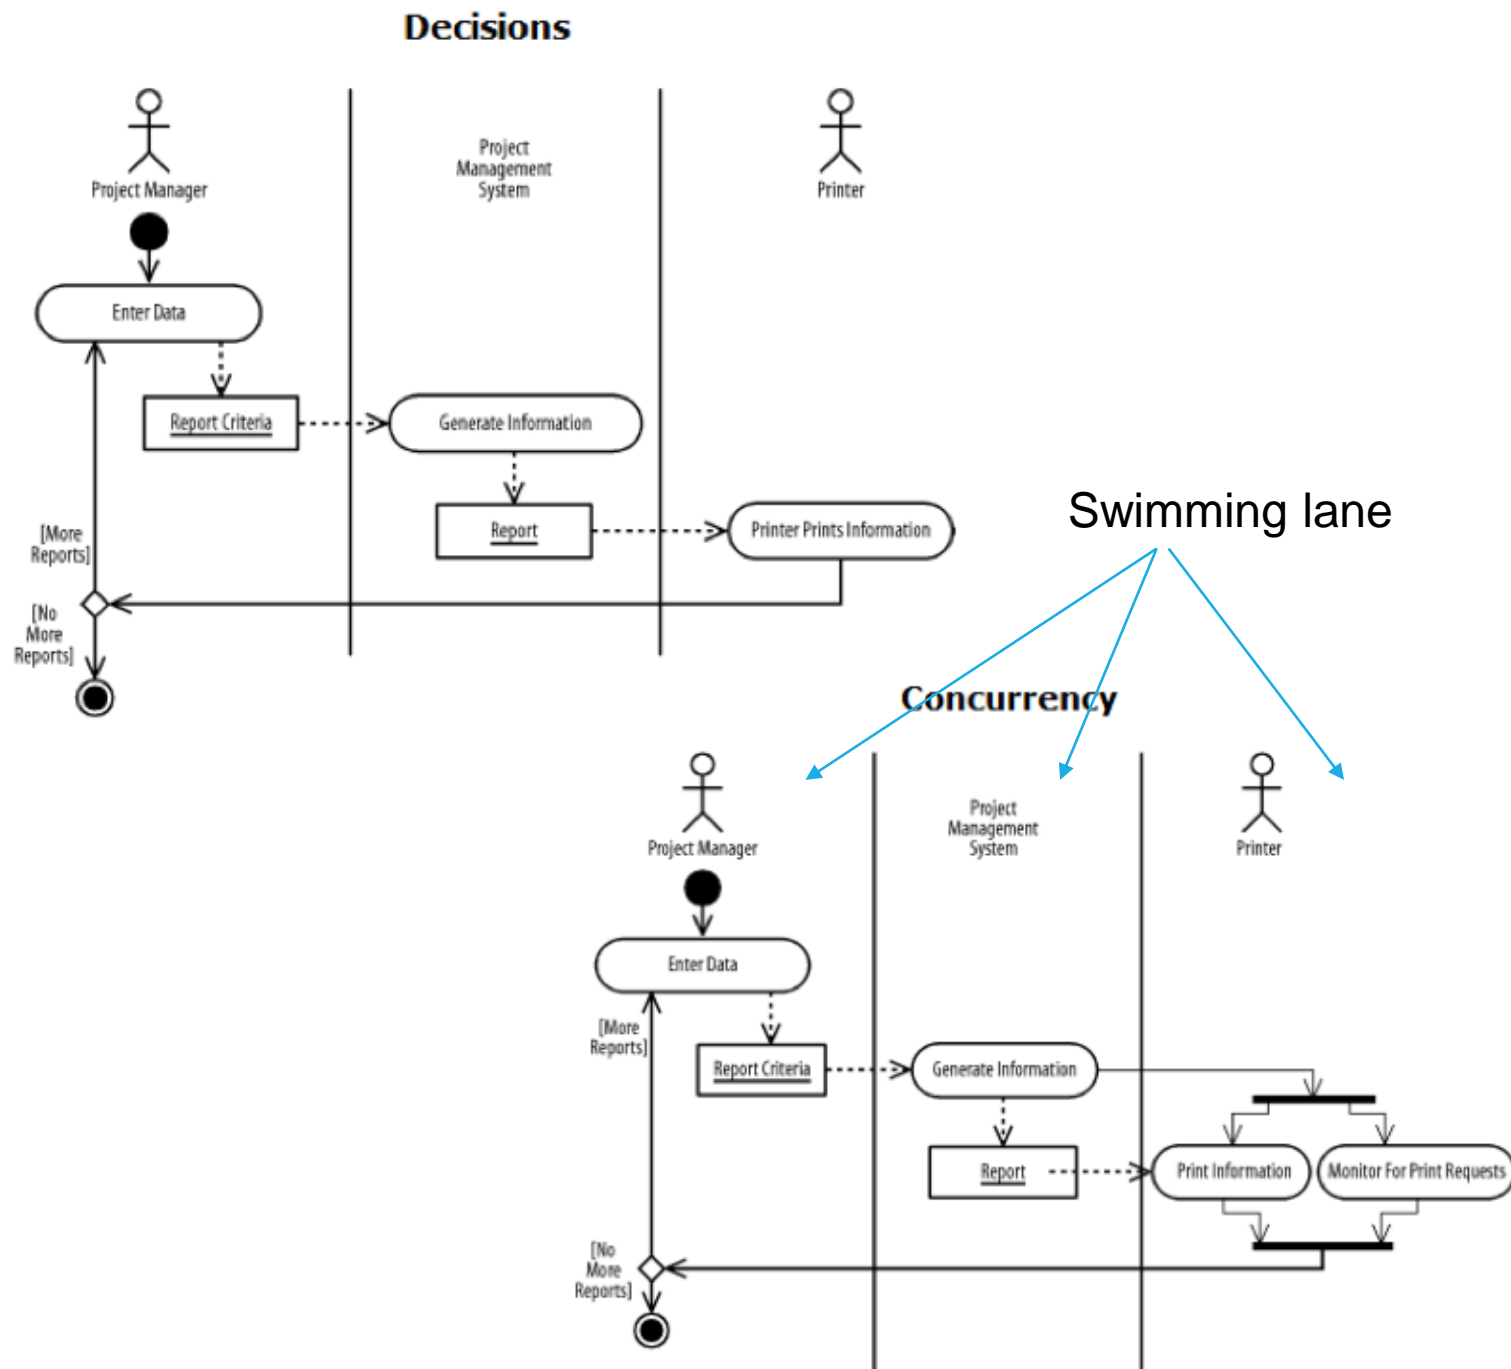 Decisions
Project Manager
Project
Management
System
Printer
Enter Data
Report Criteria
Generate Information
Report
Printer Prints Information
[More
Reports]
[No
More
Reports]
Swimming lane
Concurrency
Project Manager
Project
Management
System
Printer
Enter Data
[More
Reports]
Report Criteria
Generate Information
Report
Print Information
Monitor For Print Requests
[No
More
Reports]